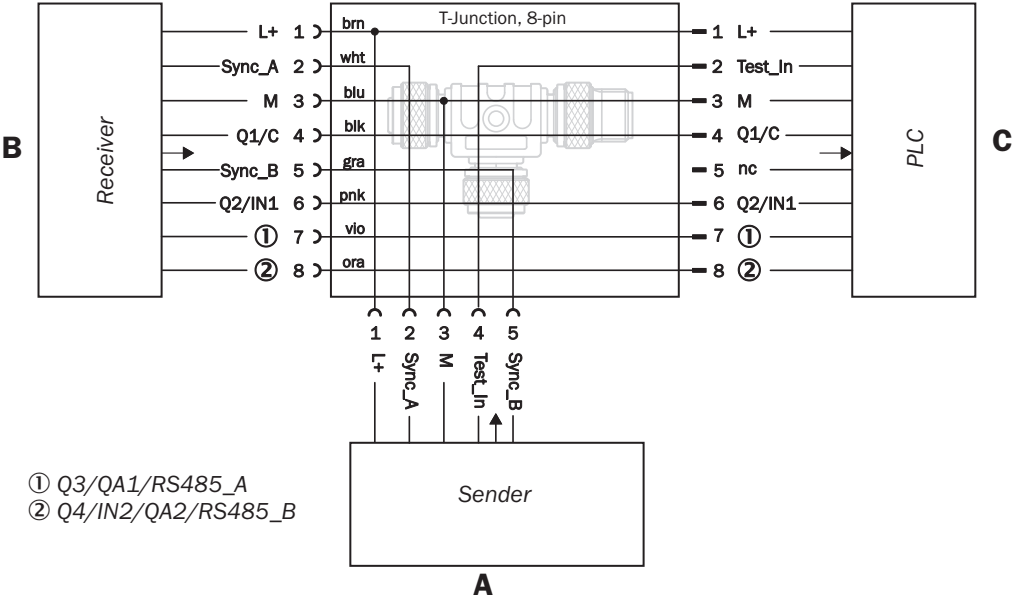 T-Junction, 8-pin
L+ 1 brn 1 L+
Sync_A 2 wht 2 Test_In
M 3 blu 3 M
Q1/C 4 blk 4 Q1/C
Sync_B 5 gra 5 nc
Q2/IN1 6 pnk 6 Q2/IN1
① 7 vio 7 ①
② 8 ora 8 ②
B
Receiver
PLC
C
1 2 3 4 5
L+
Sync_A
M
Test_In
Sync_B
① Q3/QA1/RS485_A
② Q4/IN2/QA2/RS485_B
Sender
A